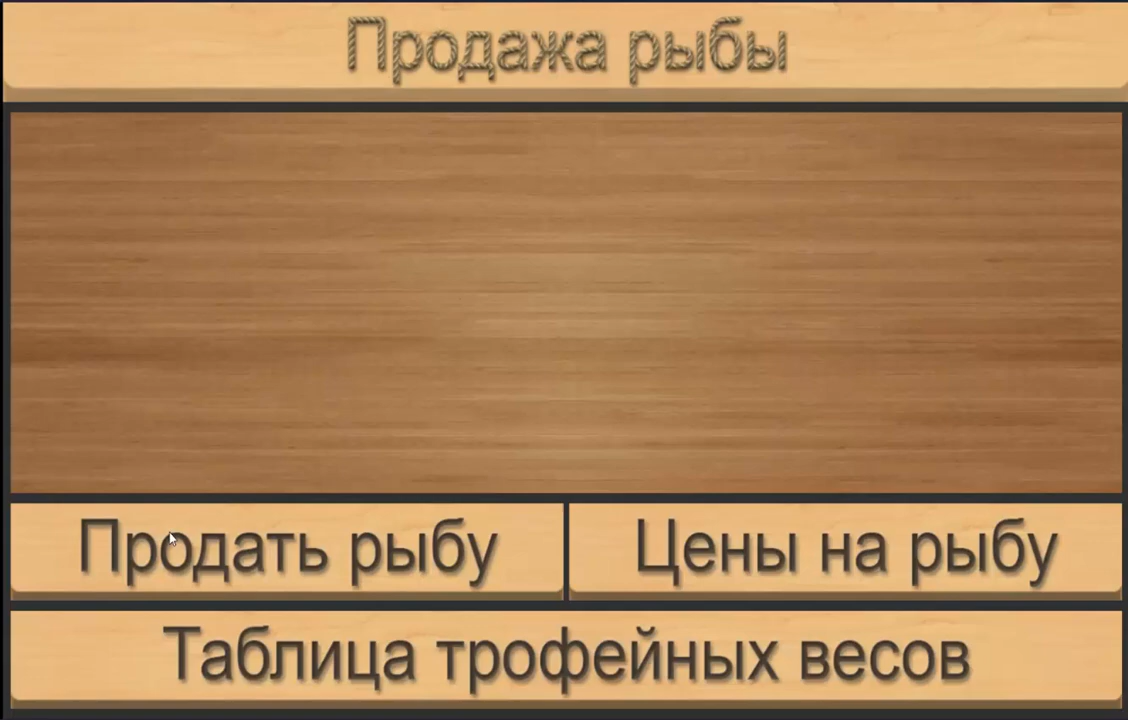 Продажа рыбы
Продать рыбу
Цены на рыбу
Таблица трофейных весов